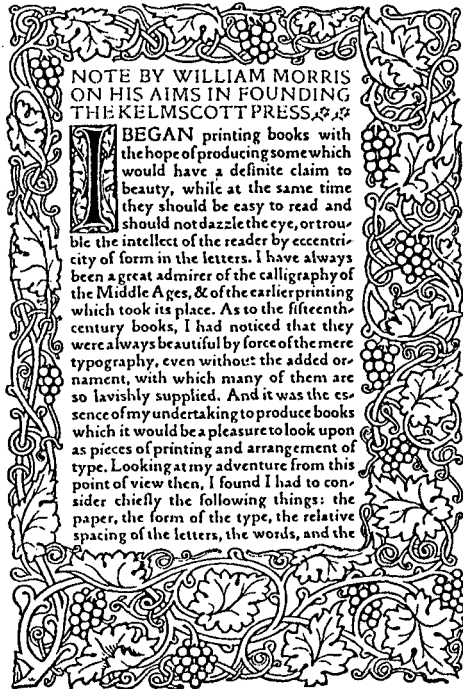 NOTE BY WILLIAM MORRIS
ON HIS AIMS IN FOUNDING
THE KELMSCOTT PRESS
I BEGAN printing books with
the hope of producing some which
would have a definite claim to
beauty, while at the same time
they should be easy to read and
should not dazzle the eye, or trou-
ble the intellect of the reader by eccentri-
city of form in the letters. I have always
been a great admirer of the calligraphy of
the Middle Ages, & of the earlier printing
which took its place. As to the fifteenth-
century books, I had noticed that they
were always beautiful by force of the mere
typography, even without the added or-
nament, with which many of them are
so lavishly supplied. And it was the es-
sence of my undertaking to produce books
which it would be a pleasure to look upon
as pieces of printing and arrangement of
type. Looking at my adventure from this
point of view then, I found I had to con-
sider chiefly the following things: the
paper, the form of the type, the relative
spacing of the letters, the words, and the